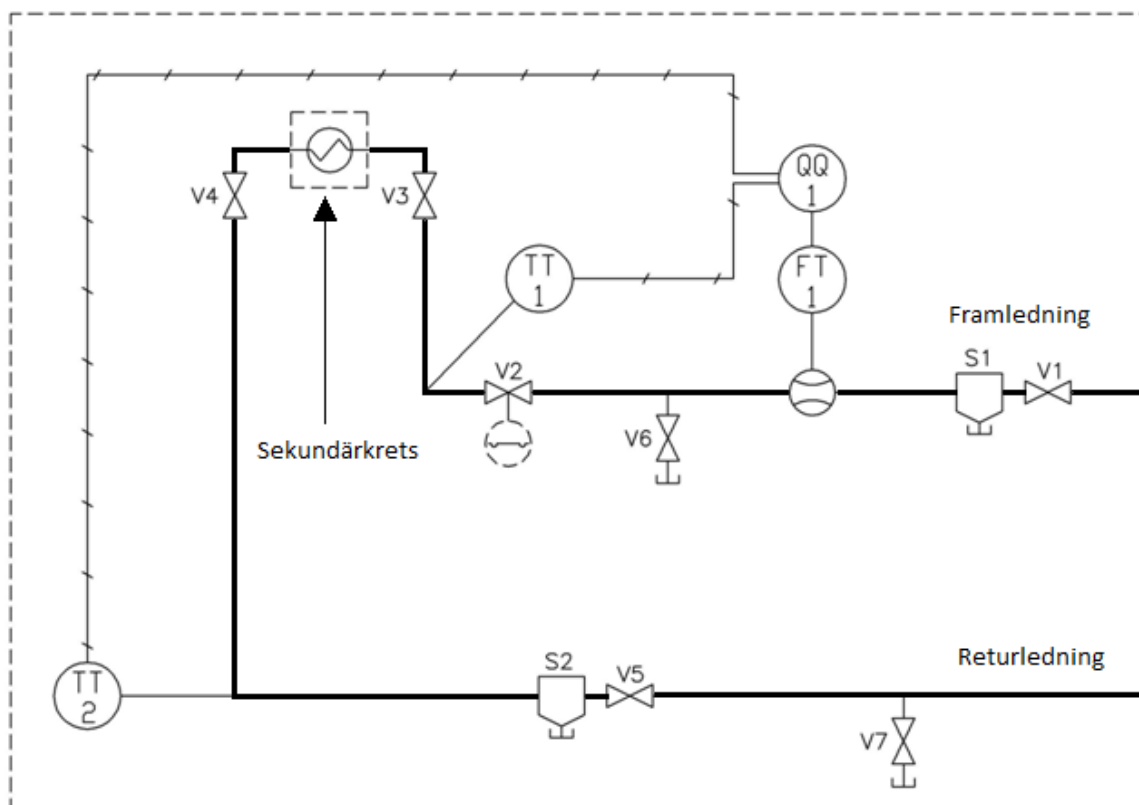 QQ
1
V4
V3
TT
1
FT
1
Framledning
V2
S1
V1
Sekundärkrets
V6
Returledning
TT
2
S2
V5
V7